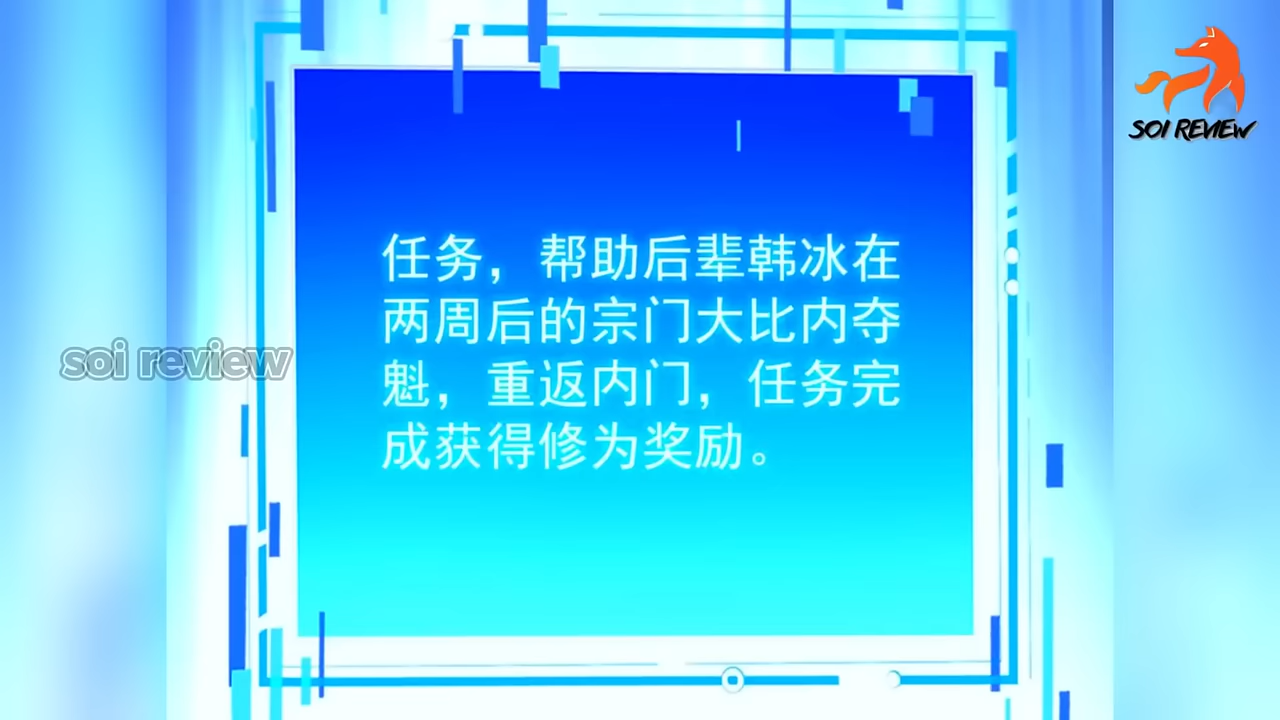 SOI REVIEW
任务，帮助后辈韩冰在
两周后的宗门大比内夺
魁，重返内门，任务完
成获得修为奖励。
soi review